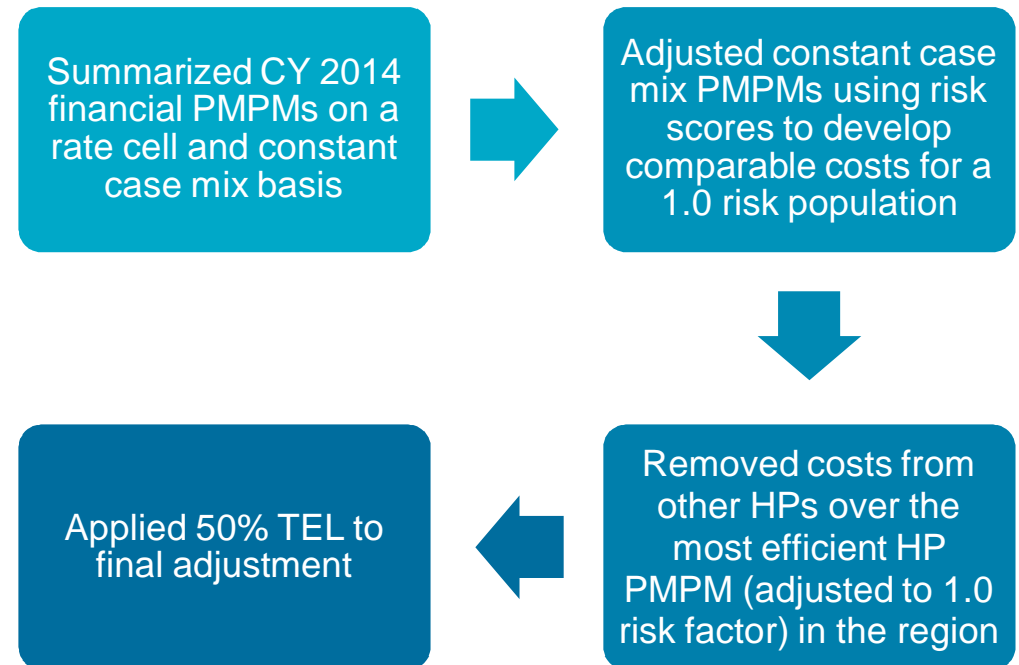 Summarized CY 2014
financial PMPMs on a
rate cell and constant
case mix basis
Adjusted constant case
mix PMPMs using risk
scores to develop
comparable costs for a
1.0 risk population
Removed costs from
other HPs over the
most efficient HP
PMPM (adjusted to 1.0
risk factor) in the region
Applied 50% TEL to
final adjustment